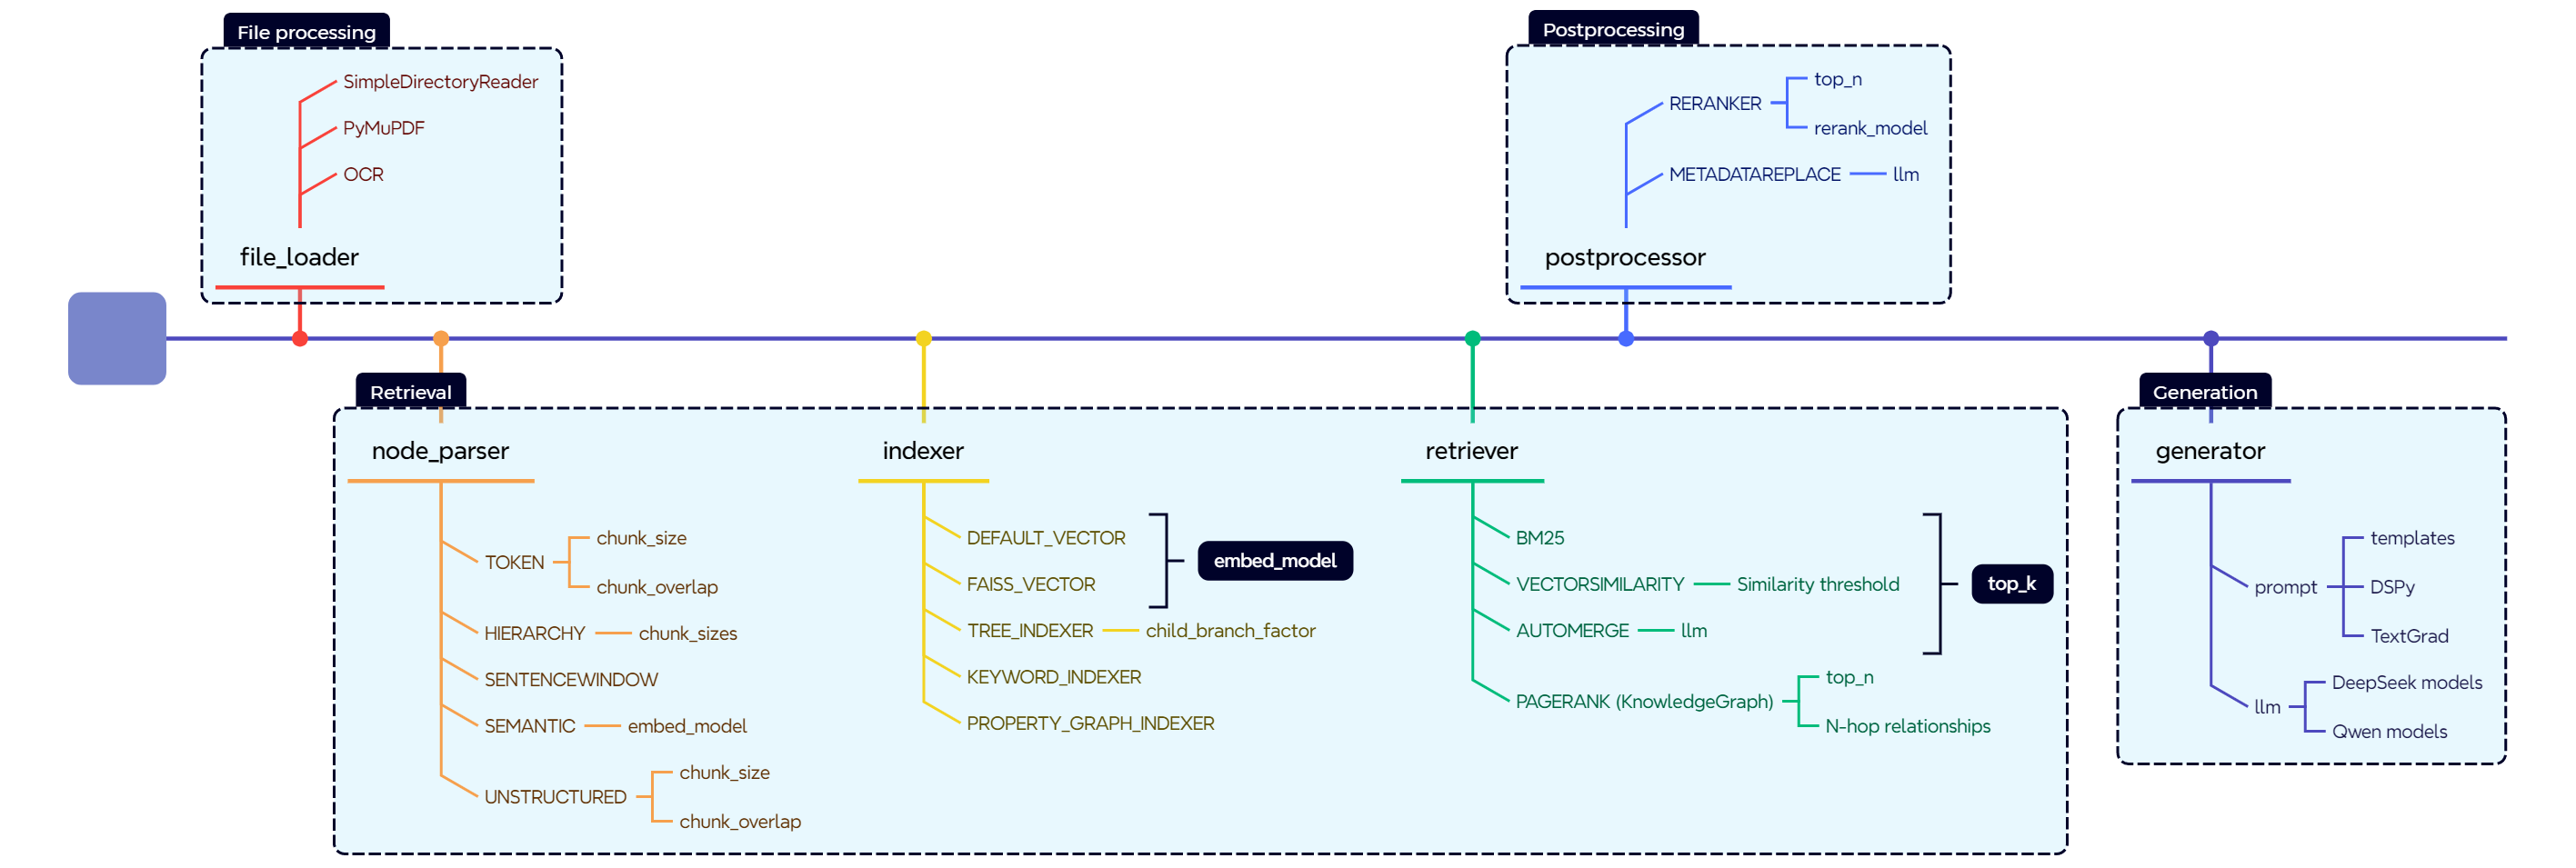 File processing
SimpleDirectoryReader
PyMuPDF
OCR
file_loader
Postprocessing
RERANKER
top_n
rerank_model
METADATAREPLACE
llm
postprocessor
Retrieval
node_parser
TOKEN
chunk_size
chunk_overlap
HIERARCHY
chunk_sizes
SENTENCEWINDOW
SEMANTIC
embed_model
UNSTRUCTURED
chunk_size
chunk_overlap
indexer
DEFAULT_VECTOR
FAISS_VECTOR
embed_model
TREE_INDEXER
child_branch_factor
KEYWORD_INDEXER
PROPERTY_GRAPH_INDEXER
retriever
BM25
VECTORSIMILARITY
Similarity threshold
AUTOMERGE
llm
top_k
PAGERANK (KnowledgeGraph)
top_n
N-hop relationships
Generation
generator
prompt
templates
DSPy
TextGrad
llm
DeepSeek models
Qwen models